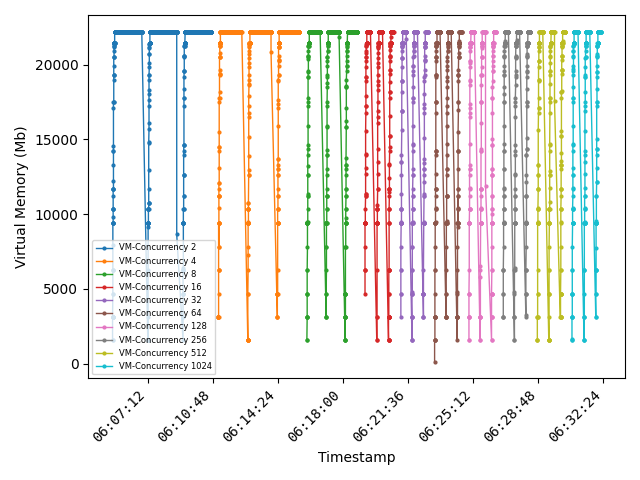 Virtual Memory (Mb)
20000
15000
10000
5000
0
VM-Concurrency 2
VM-Concurrency 4
VM-Concurrency 8
VM-Concurrency 16
VM-Concurrency 32
VM-Concurrency 64
VM-Concurrency 128
VM-Concurrency 256
VM-Concurrency 512
VM-Concurrency 1024
06:07:12
06:10:48
06:14:24
06:18:00
06:21:36
06:25:12
06:28:48
06:32:24
Timestamp